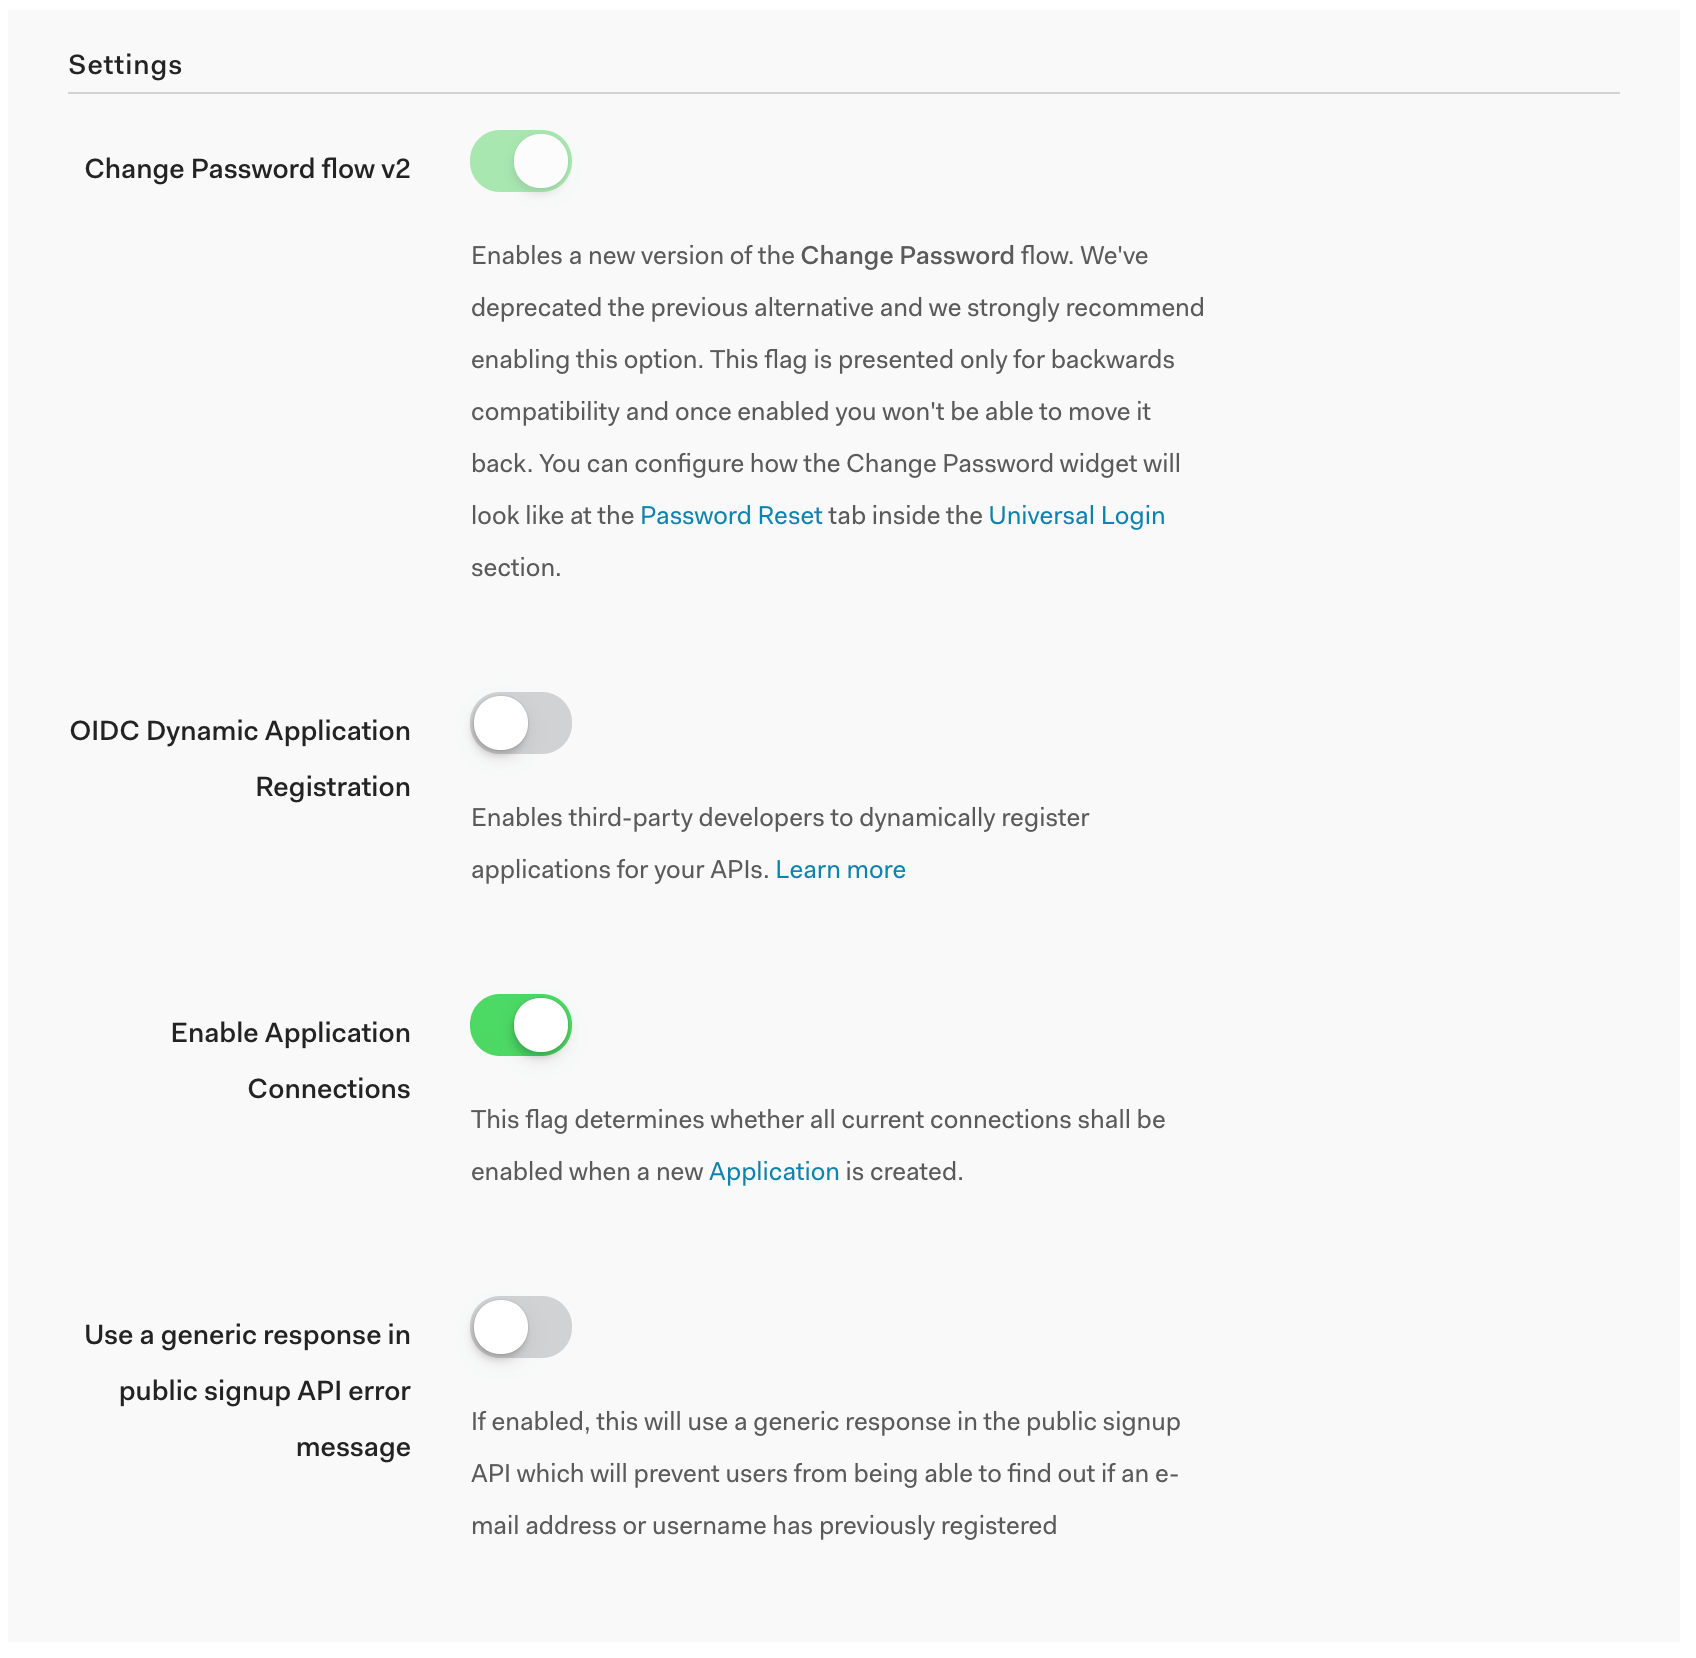 Settings
Change Password flow v2
Enables a new version of the Change Password flow. We've
deprecated the previous alternative and we strongly recommend
enabling this option. This flag is presented only for backwards
compatibility and once enabled you won't be able to move it
back. You can configure how the Change Password widget will
look like at the Password Reset tab inside the Universal Login
section.
OIDC Dynamic Application
Registration
Enables third-party developers to dynamically register
applications for your APIs. Learn more
Enable Application
Connections
This flag determines whether all current connections shall be
enabled when a new Application is created.
Use a generic response in
public signup API error
message
If enabled, this will use a generic response in the public signup
API which will prevent users from being able to find out if an e-
mail address or username has previously registered